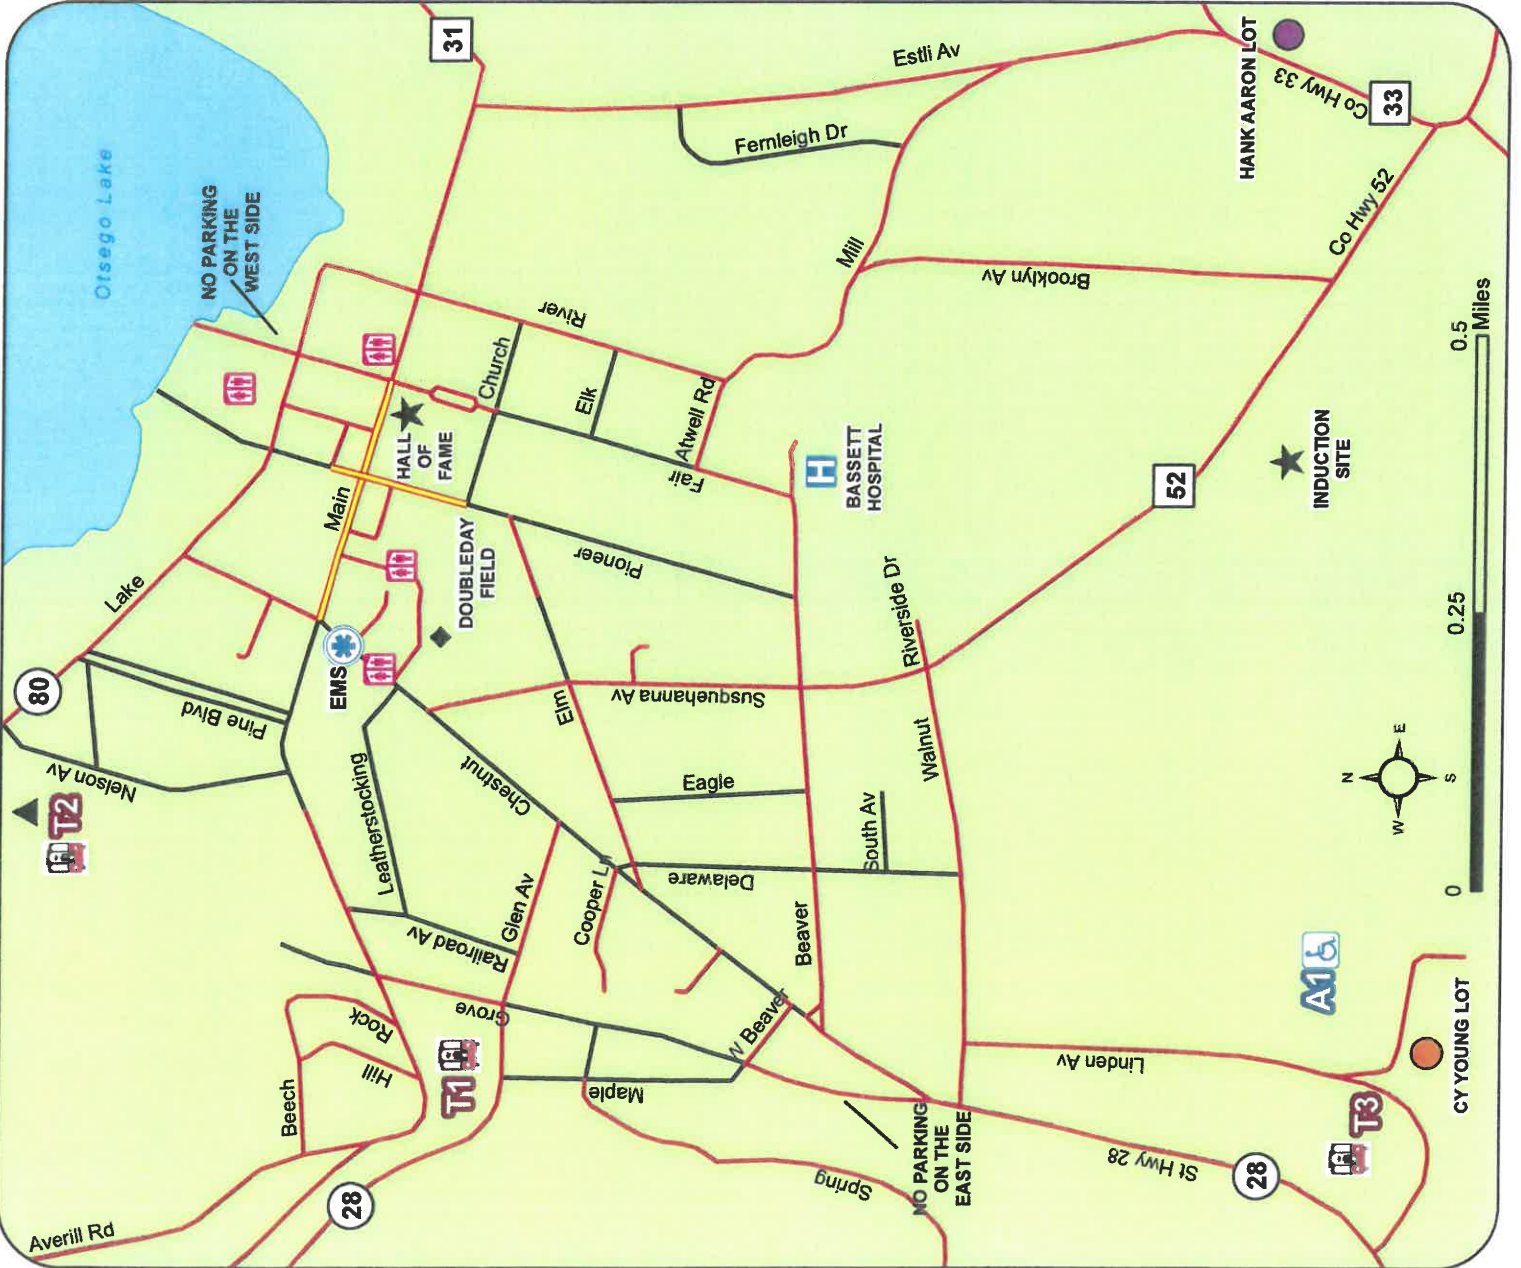 31
Otsego Lake
NO PARKING
ON THE
WEST SIDE
Estli Av
Fernleigh Dr
HANK AARON LOT
Co Hwy 33
33
Co Hwy 52
Mill
Brooklyn Av
River
Church
Elk
Atwell Rd
Fair
HALL
OF
FAME
Main
Lake
80
H
BASSETT
HOSPITAL
52
INDUCTION
SITE
0.5
Miles
0.25
0
DOUBLEDAY
FIELD
Pioneer
EMS
Pine Blvd
Nelson Av
T2
Leatherstocking
Chestnut
Elm
Susquehanna Av
Riverside Dr
Walnut
Eagle
South Av
Delaware
Beaver
Cooper Ln
Glen Av
Railroad Av
Grove
Rock
Hill
Beech
T1
Maple
W Beaver
Spring
NO PARKING
ON THE
EAST SIDE
Linden Av
St Hwy 28
28
28
Averill Rd
N
E
S
W
A1
CY YOUNG LOT
T3